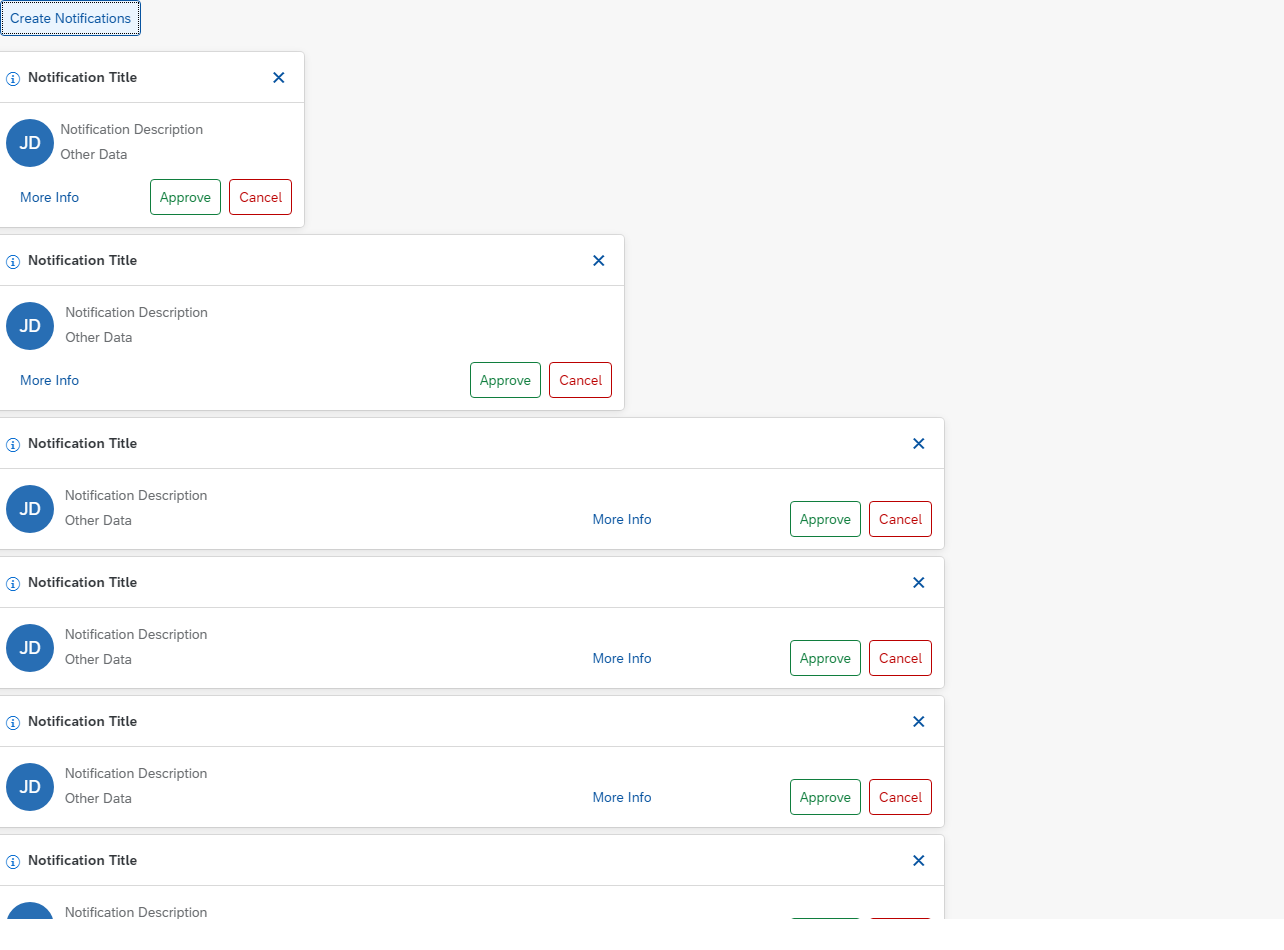 Create Notifications
Notification Title
JD
Notification Description
Other Data
More Info Approve Cancel
Notification Title
JD
Notification Description
Other Data
More Info Approve Cancel
Notification Title
JD
Notification Description
Other Data
More Info Approve Cancel
Notification Title
JD
Notification Description
Other Data
More Info Approve Cancel
Notification Title
JD
Notification Description
Other Data
More Info Approve Cancel
Notification Title
Notification Description